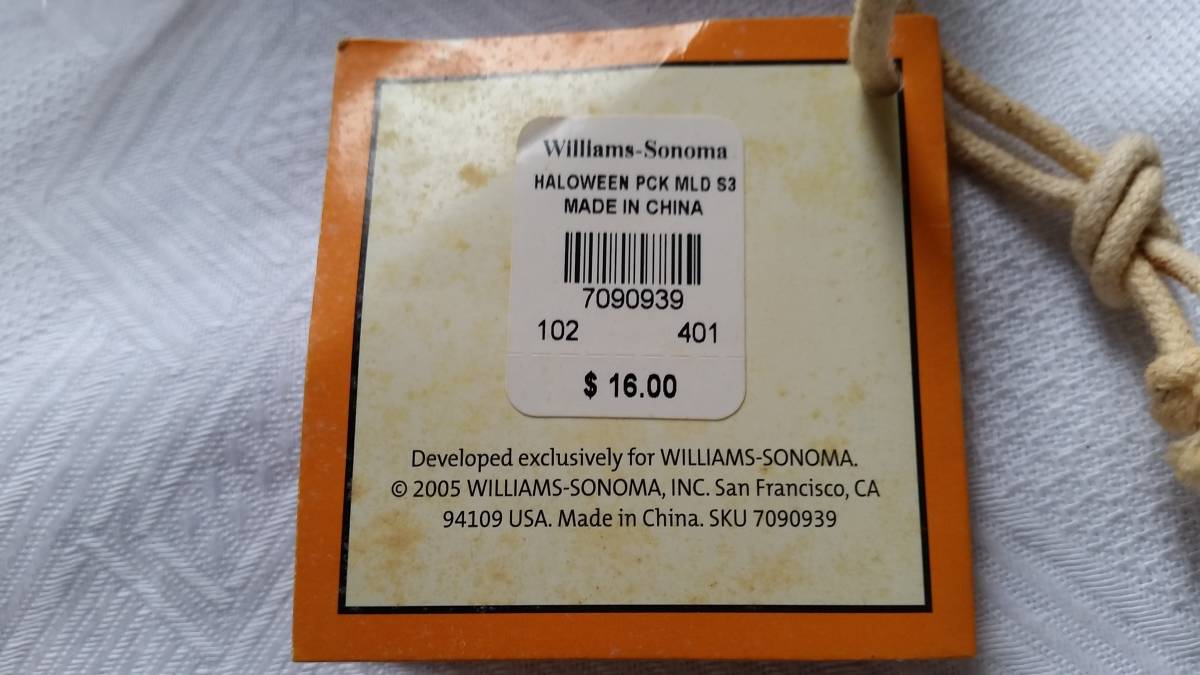 Williams-Sonoma
HALOWEEN PCK MLD S3
MADE IN CHINA
7090939
102 401
$ 16.00
Developed exclusively for WILLIAMS-SONOMA.
© 2005 WILLIAMS-SONOMA, INC. San Francisco, CA
94109 USA. Made in China. SKU 7090939